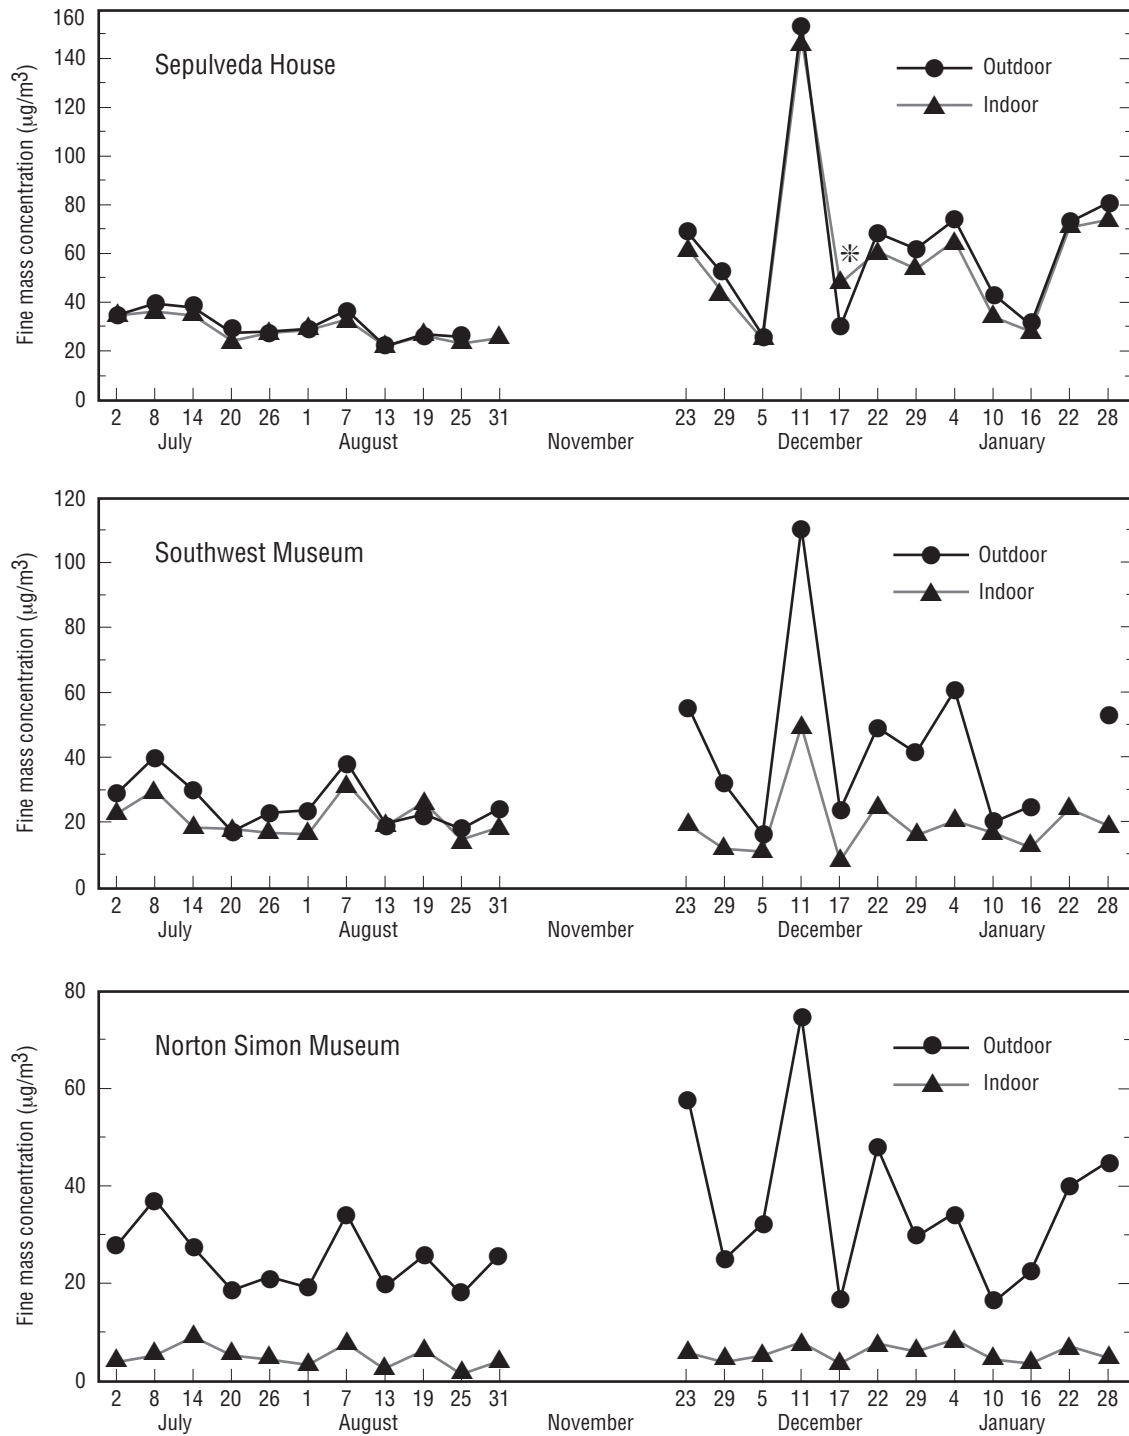 160
140
120
100
80
60
40
20
0
Fine mass concentration (µg/m³)
Sepulveda House
Outdoor
Indoor
2 8 14 20 26 1 7 13 19 25 31 23 29 5 11 17 22 29 4 10 16 22 28
July August November December January
120
100
80
60
40
20
0
Fine mass concentration (µg/m³)
Southwest Museum
Outdoor
Indoor
2 8 14 20 26 1 7 13 19 25 31 23 29 5 11 17 22 29 4 10 16 22 28
July August November December January
80
60
40
20
0
Fine mass concentration (µg/m³)
Norton Simon Museum
Outdoor
Indoor
2 8 14 20 26 1 7 13 19 25 31 23 29 5 11 17 22 29 4 10 16 22 28
July August November December January